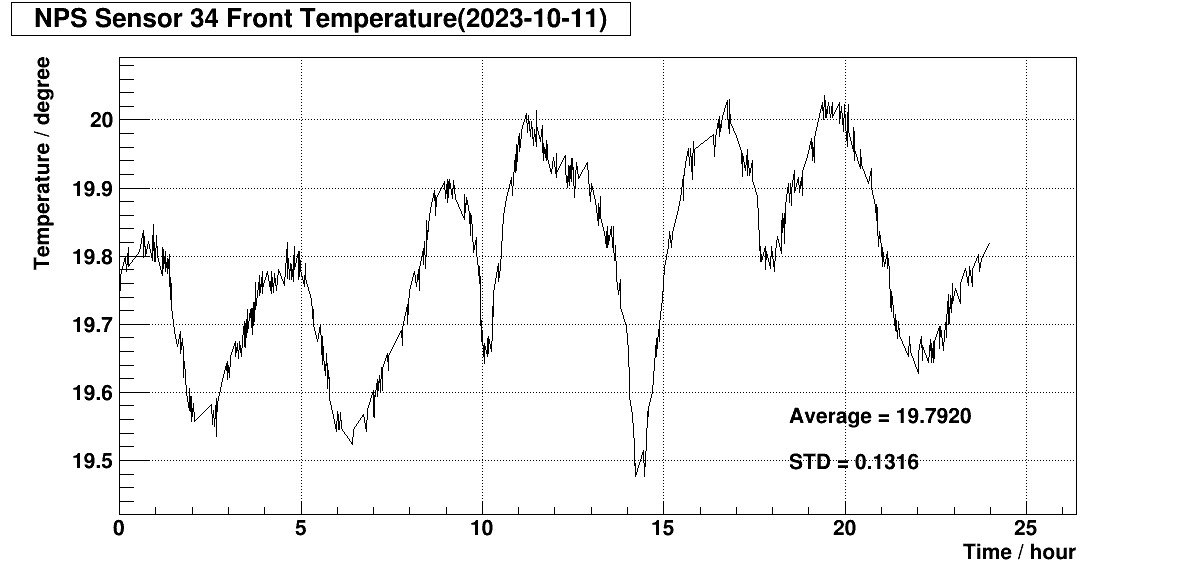 NPS Sensor 34 Front Temperature(2023-10-11)
Temperature / degree
20
19.9
19.8
19.7
19.6
19.5
Average = 19.7920
STD = 0.1316
0 5 10 15 20 25
Time / hour